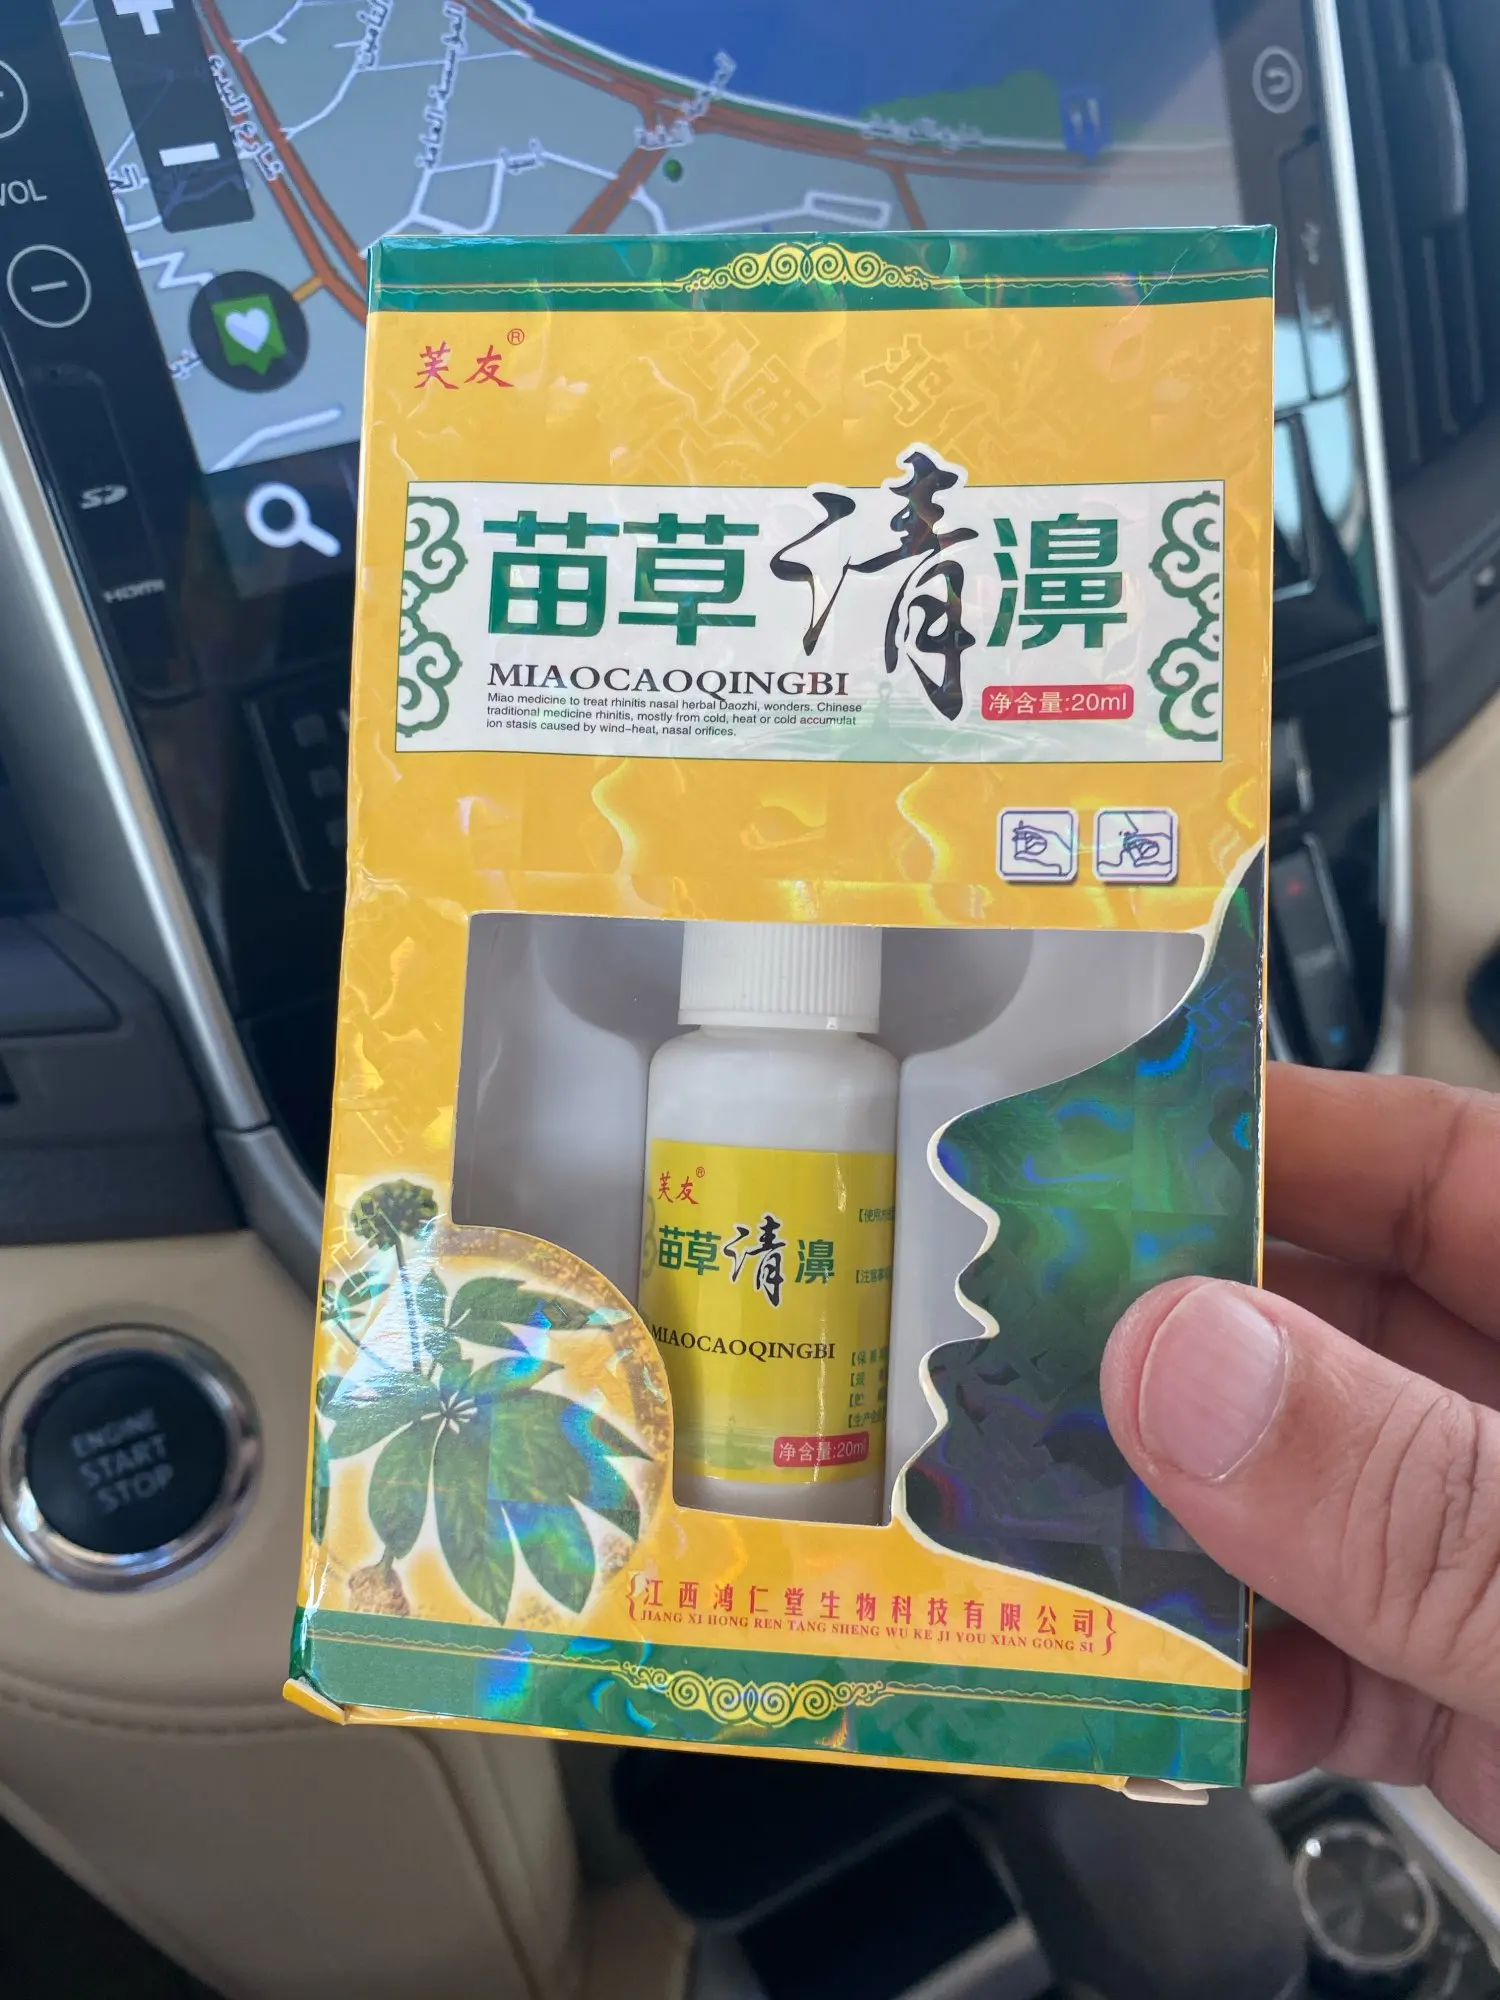 VOL
芙友®
苗草清濞
MIAOCAOQINGBI
Miao medicine to treat rhinitis nasal herbal Daozhi, wonders. Chinese
traditional medicine rhinitis, mostly from cold, heat or cold accumulat
ion stasis caused by wind-heat, nasal orifices.
净含量:20ml
芙友®
苗草清濞
MIAOCAOQINGBI
净含量:20ml
江西鸿仁堂生物科技有限公司
JIANG XI HONG REN TANG SHENG WU KE JI YOU XIAN GONG SI
ENGINE
START
STOP
HDMI